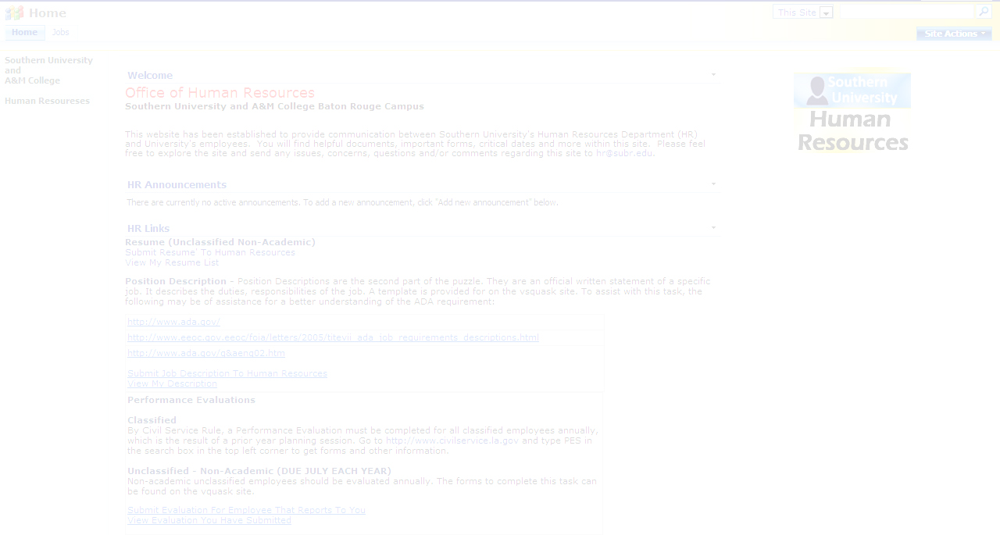 Home
This Site
Home Jobs
Site Actions
Southern University
and
A&M College
Human Resoureses
Welcome
Office of Human Resources
Southern University and A&M College Baton Rouge Campus
This website has been established to provide communication between Southern University's Human Resources Department (HR)
and University's employees. You will find helpful documents, important forms, critical dates and more within this site. Please feel
free to explore the site and send any issues, concerns, questions and/or comments regarding this site to hr@subr.edu.
Southern
University
Human
Resources
HR Announcements
There are currently no active announcements. To add a new announcement, click "Add new announcement" below.
HR Links
Resume (Unclassified Non-Academic)
Submit Resume' To Human Resources
View My Resume List
Position Description - Position Descriptions are the second part of the puzzle. They are an official written statement of a specific
job. It describes the duties, responsibilities of the job. A template is provided for on the vsquask site. To assist with this task, the
following may be of assistance for a better understanding of the ADA requirement:
http://www.ada.gov/
http://www.eeoc.gov.eeoc/foia/letters/2005/titevii_ada_job_requirements_descriptions.html
http://www.ada.gov/q&aeng02.htm
Submit Job Description To Human Resources
View My Description
Performance Evaluations
Classified
By Civil Service Rule, a Performance Evaluation must be completed for all classified employees annually,
which is the result of a prior year planning session. Go to http://www.civilservice.la.gov and type PES in
the search box in the top left corner to get forms and other information.
Unclassified - Non-Academic (DUE JULY EACH YEAR)
Non-academic unclassified employees should be evaluated annually. The forms to complete this task can
be found on the vquask site.
Submit Evaluation For Employee That Reports To You
View Evaluation You Have Submitted